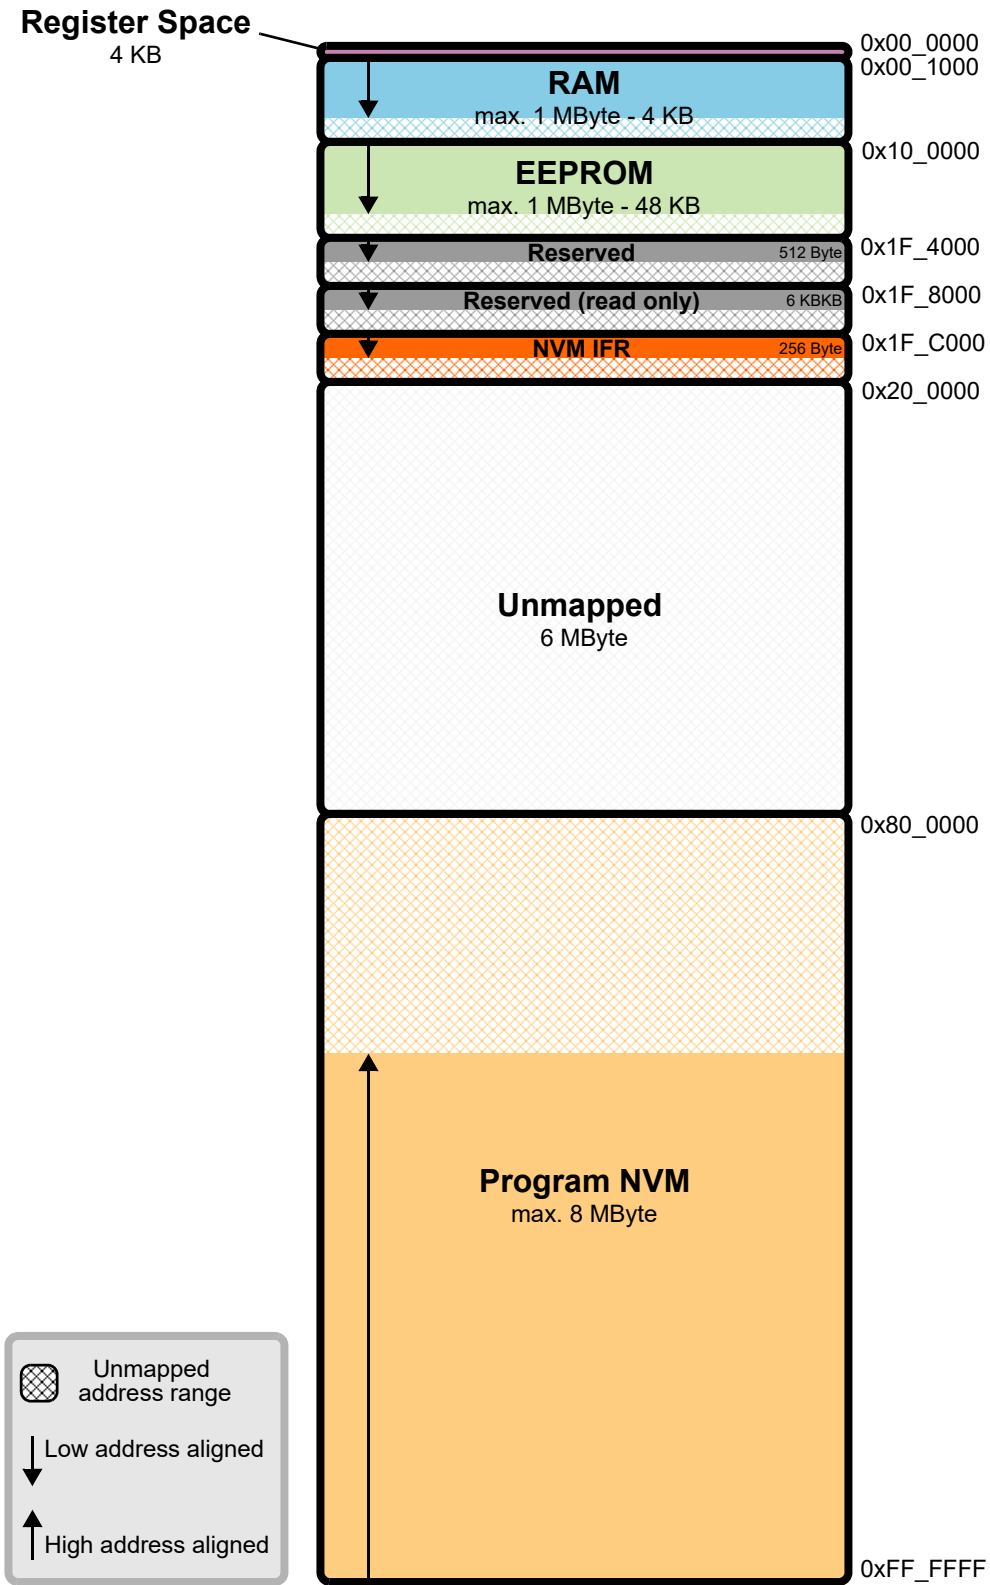 Register Space
4 KB
0x00_0000
0x00_1000
RAM
max. 1 MByte - 4 KB
0x10_0000
EEPROM
max. 1 MByte - 48 KB
0x1F_4000
Reserved
512 Byte
0x1F_8000
Reserved (read only)
6 KBKB
0x1F_C000
NVM IFR
256 Byte
0x20_0000
Unmapped
6 MByte
0x80_0000
Program NVM
max. 8 MByte
0xFF_FFFF
Unmapped
address range
Low address aligned
High address aligned